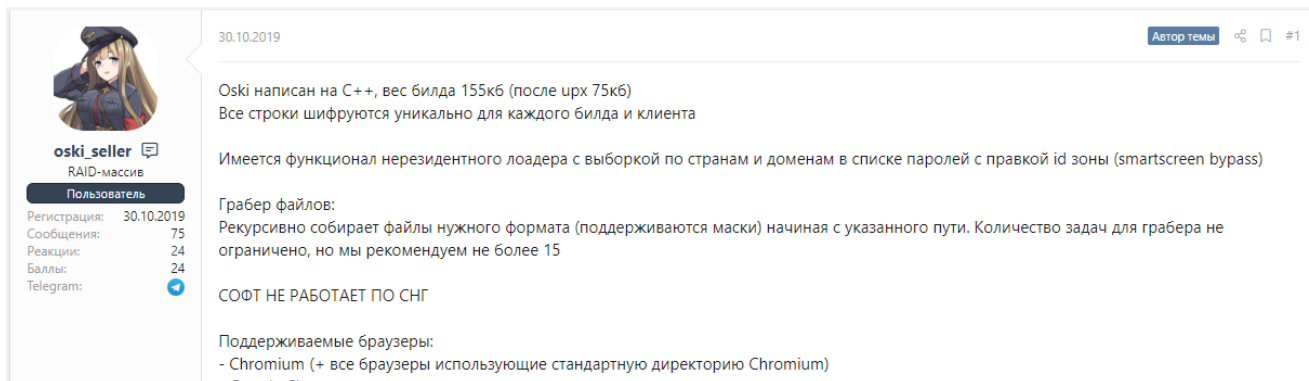 30.10.2019
Автор темы
#1
oski_seller
RAID-массив
Пользователь
Регистрация: 30.10.2019
Сообщения: 75
Реакции: 24
Баллы: 24
Telegram:
Oski написан на C++, вес билда 155кб (после upx 75кб)
Все строки шифруются уникально для каждого билда и клиента
Имеется функционал нерезидентного лоадера с выборкой по странам и доменам в списке паролей с правкой id зоны (smartscreen bypass)
Грабер файлов:
Рекурсивно собирает файлы нужного формата (поддерживаются маски) начиная с указанного пути. Количество задач для грабера не
ограничено, но мы рекомендуем не более 15
СОФТ НЕ РАБОТАЕТ ПО СНГ
Поддерживаемые браузеры:
- Chromium (+ все браузеры использующие стандартную директорию Chromium)